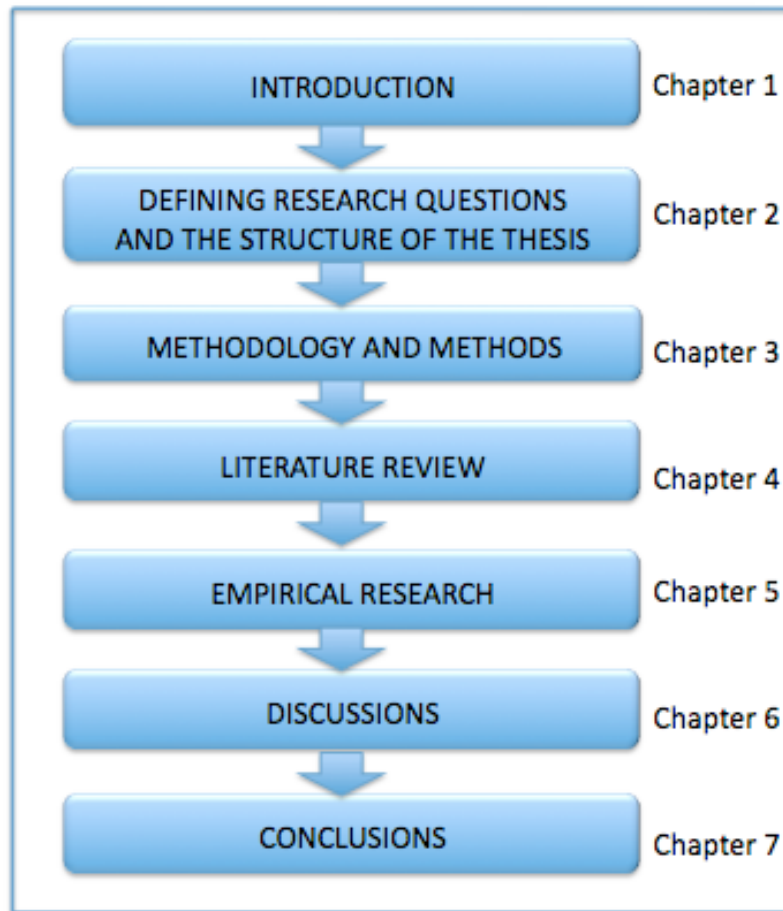 INTRODUCTION
Chapter 1
DEFINING RESEARCH QUESTIONS
AND THE STRUCTURE OF THE THESIS
Chapter 2
METHODOLOGY AND METHODS
Chapter 3
LITERATURE REVIEW
Chapter 4
EMPIRICAL RESEARCH
Chapter 5
DISCUSSIONS
Chapter 6
CONCLUSIONS
Chapter 7